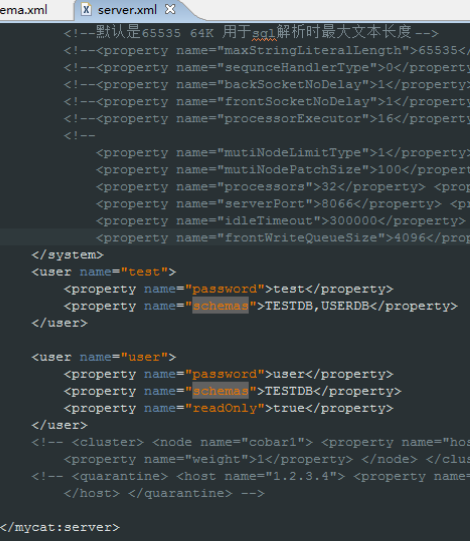 ema.xml server.xml
<!--默认是65535 64K 用于sql解析时最大文本长度 -->
<!--<property name="maxStringLiteralLength">65535</
<!--<property name="sequnceHandlerType">0</property
<!--<property name="backSocketNoDelay">1</property>
<!--<property name="frontSocketNoDelay">1</property
<!--<property name="processorExecutor">16</property
<!--
<property name="mutiNodeLimitType">1</property>
<property name="mutiNodePatchSize">100</propert
<property name="processors">32</property> <prop
<property name="serverPort">8066</property> <pr
<property name="idleTimeout">300000</property>
<property name="frontWriteQueueSize">4096</prop
</system>
<user name="test">
<property name="password">test</property>
<property name="schemas">TESTDB,USERDB</property>
</user>
<user name="user">
<property name="password">user</property>
<property name="schemas">TESTDB</property>
<property name="readOnly">true</property>
</user>
<!-- <cluster> <node name="cobar1"> <property name="hos
<property name="weight">1</property> </node> </clus
<!-- <quarantine> <host name="1.2.3.4"> <property name=
</host> </quarantine> -->
</mycat:server>